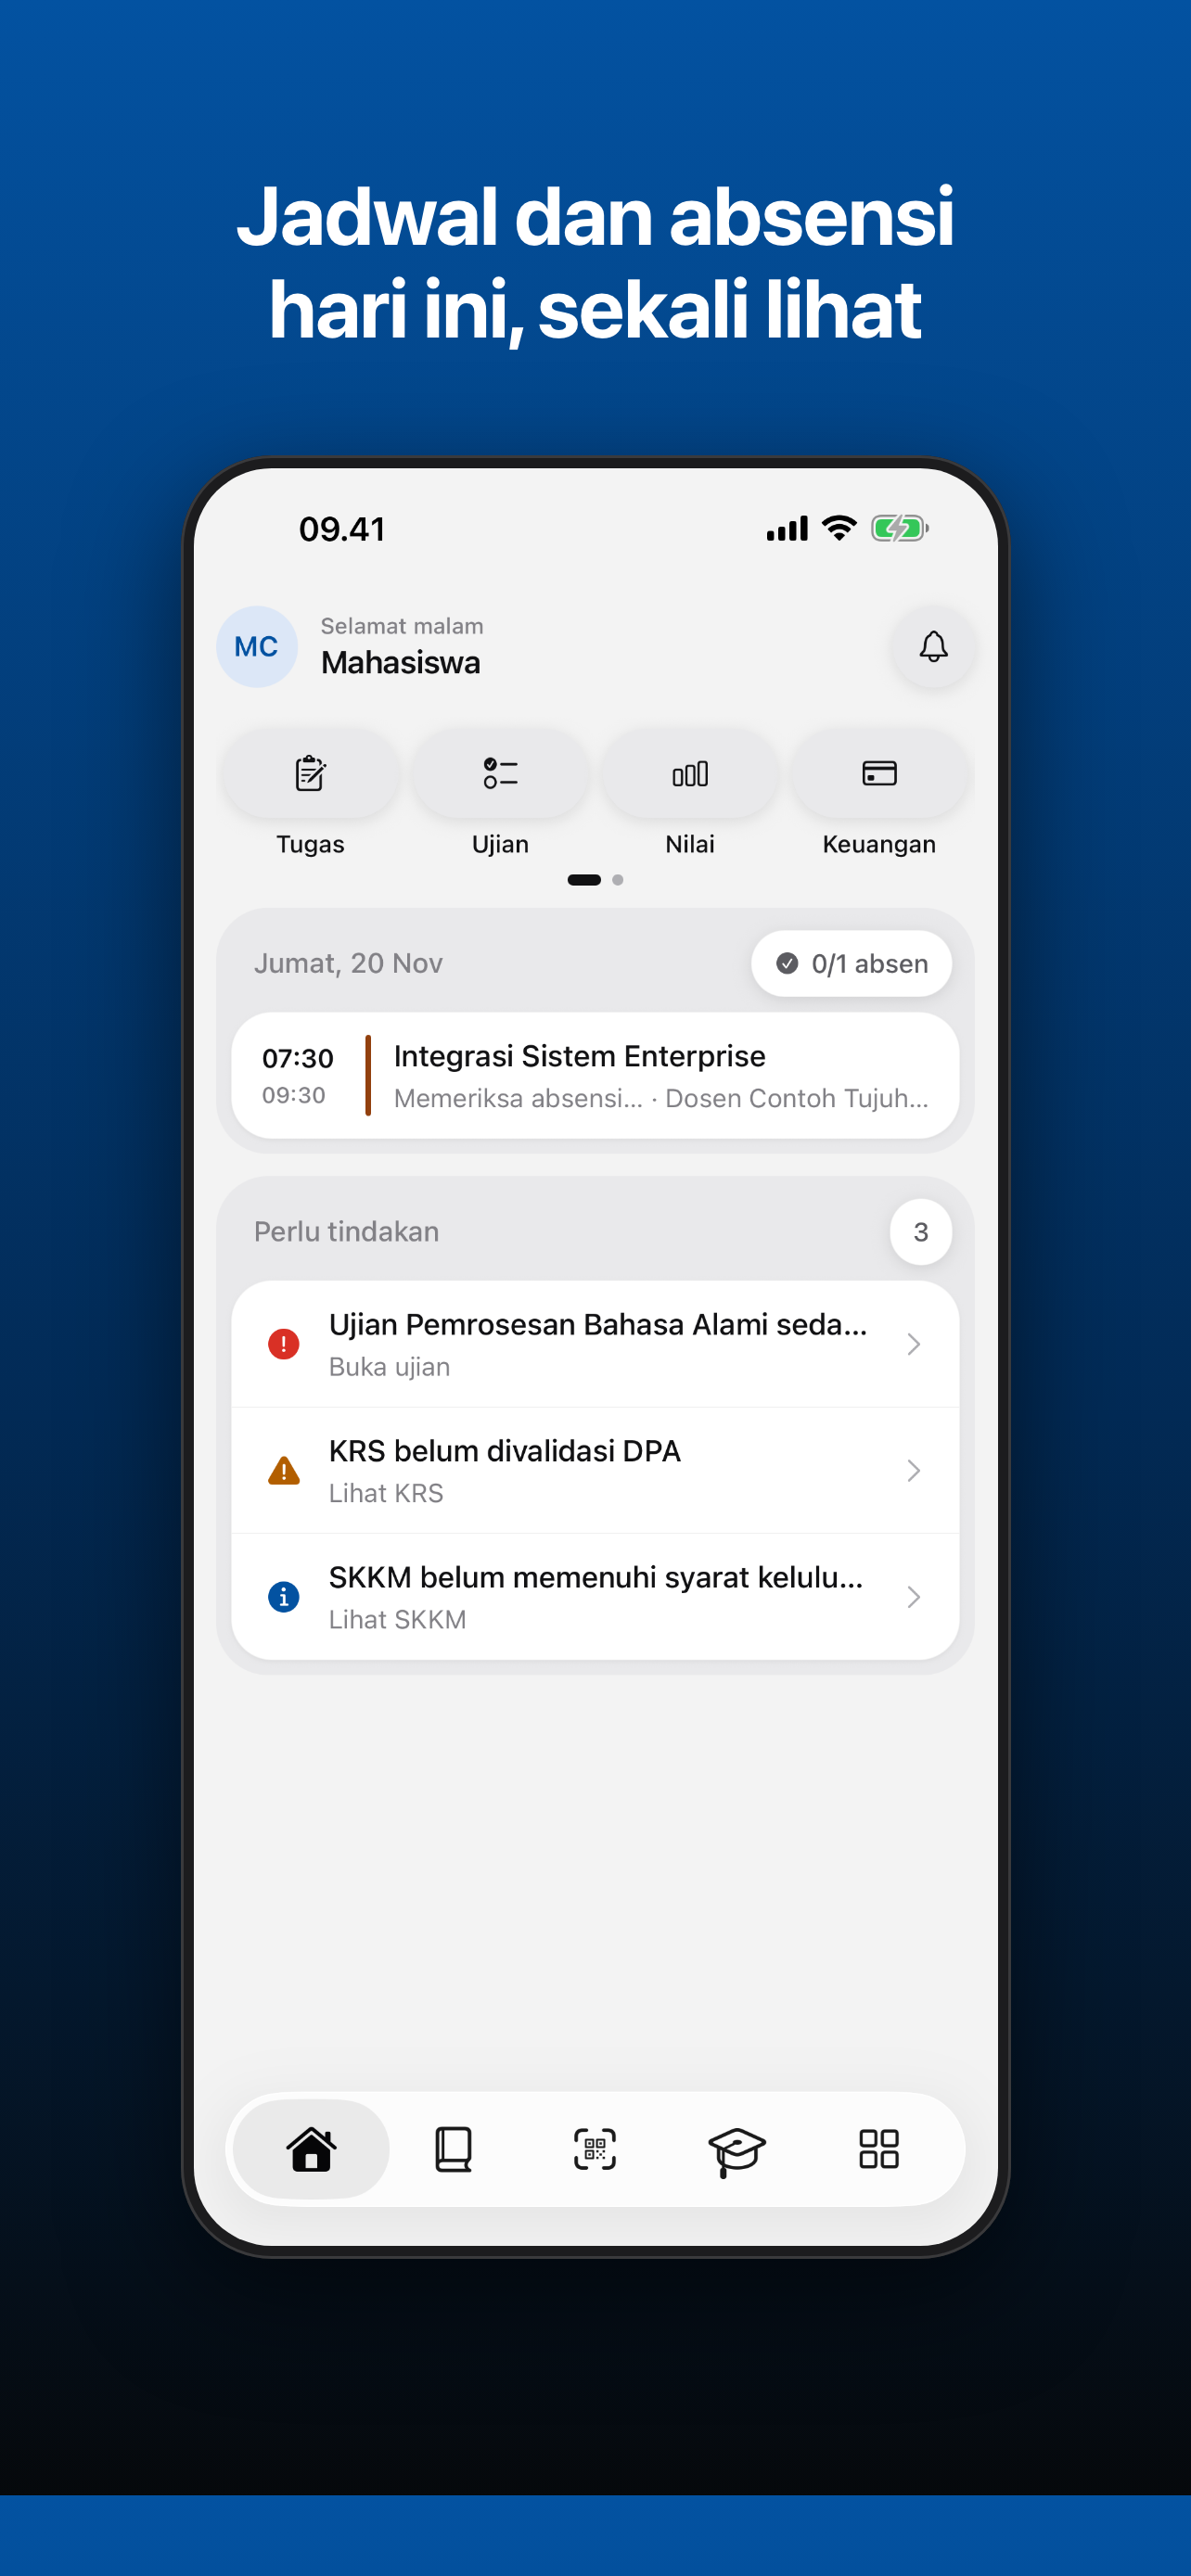 Jadwal dan absensi
hari ini, sekali lihat
09.41
MC
Selamat malam
Mahasiswa
Tugas
Ujian
Nilai
Keuangan
Jumat, 20 Nov
0/1 absen
07:30
Integrasi Sistem Enterprise
09:30
Memeriksa absensi... · Dosen Contoh Tujuh...
Perlu tindakan
3
Ujian Pemrosesan Bahasa Alami seda...
Buka ujian
KRS belum divalidasi DPA
Lihat KRS
SKKM belum memenuhi syarat kelulu...
Lihat SKKM